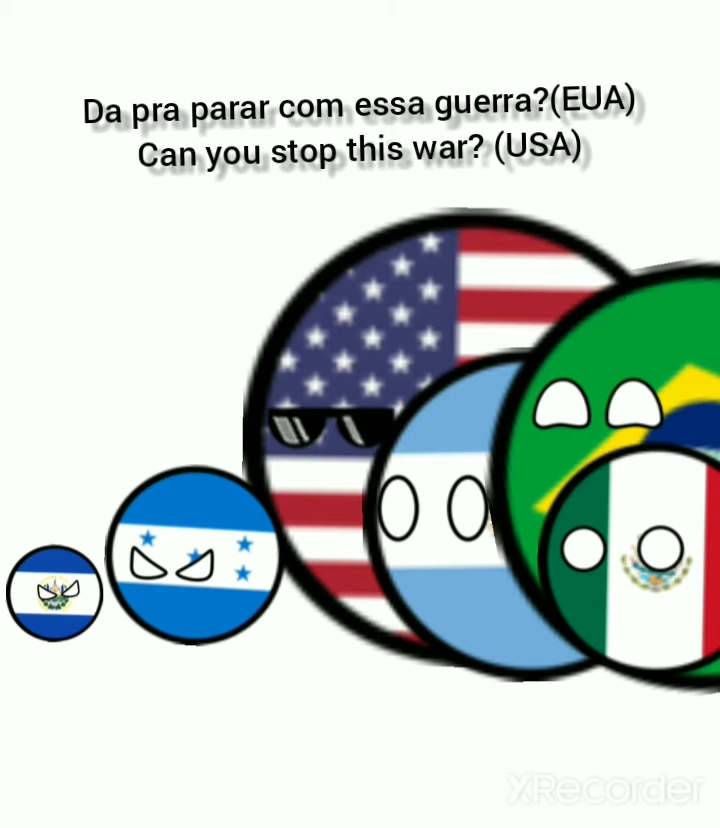 Da pra parar com essa guerra?(EUA)
Can you stop this war? (USA)
XRecorder